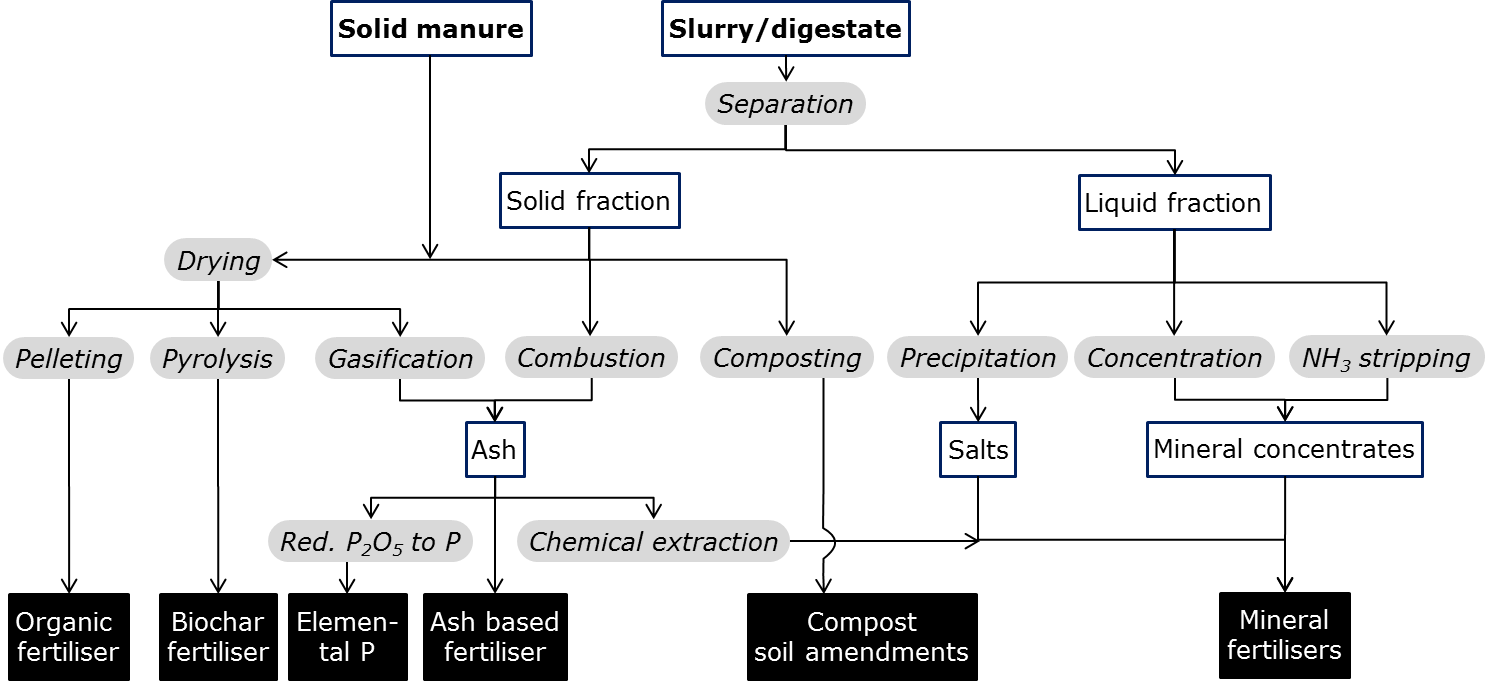 Solid manure
Slurry/digestate
Separation
Solid fraction
Liquid fraction
Drying
Pelleting
Pyrolysis
Gasification
Combustion
Composting
Precipitation
Concentration
NH3 stripping
Ash
Salts
Mineral concentrates
Red. P2O5 to P
Chemical extraction
Organic
fertiliser
Biochar
fertiliser
Elemen-
tal P
Ash based
fertiliser
Compost
soil amendments
Mineral
fertilisers